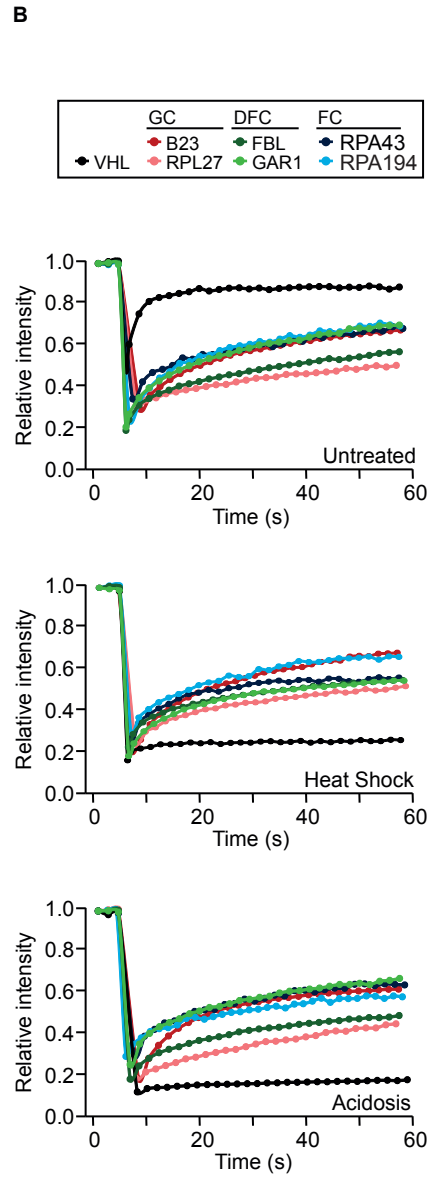 B
GC DFC FC
B23 FBL RPA43
VHL RPL27 GAR1 RPA194
Relative intensity
1.0
0.8
0.6
0.4
0.2
0.0
Untreated
0 20 40 60
Time (s)
Relative intensity
1.0
0.8
0.6
0.4
0.2
0.0
Heat Shock
0 20 40 60
Time (s)
Relative intensity
1.0
0.8
0.6
0.4
0.2
0.0
Acidosis
0 20 40 60
Time (s)